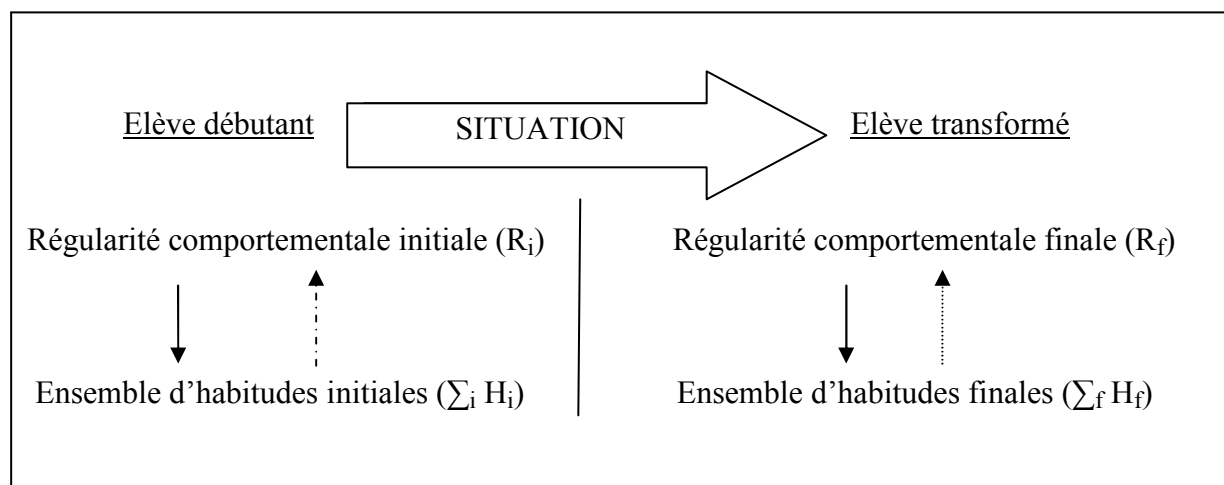 Elève débutant SITUATION Elève transformé
Régularité comportementale initiale (Ri) Régularité comportementale finale (Rf)
Ensemble d’habitudes initiales (∑i Hi) Ensemble d’habitudes finales (∑f Hf)